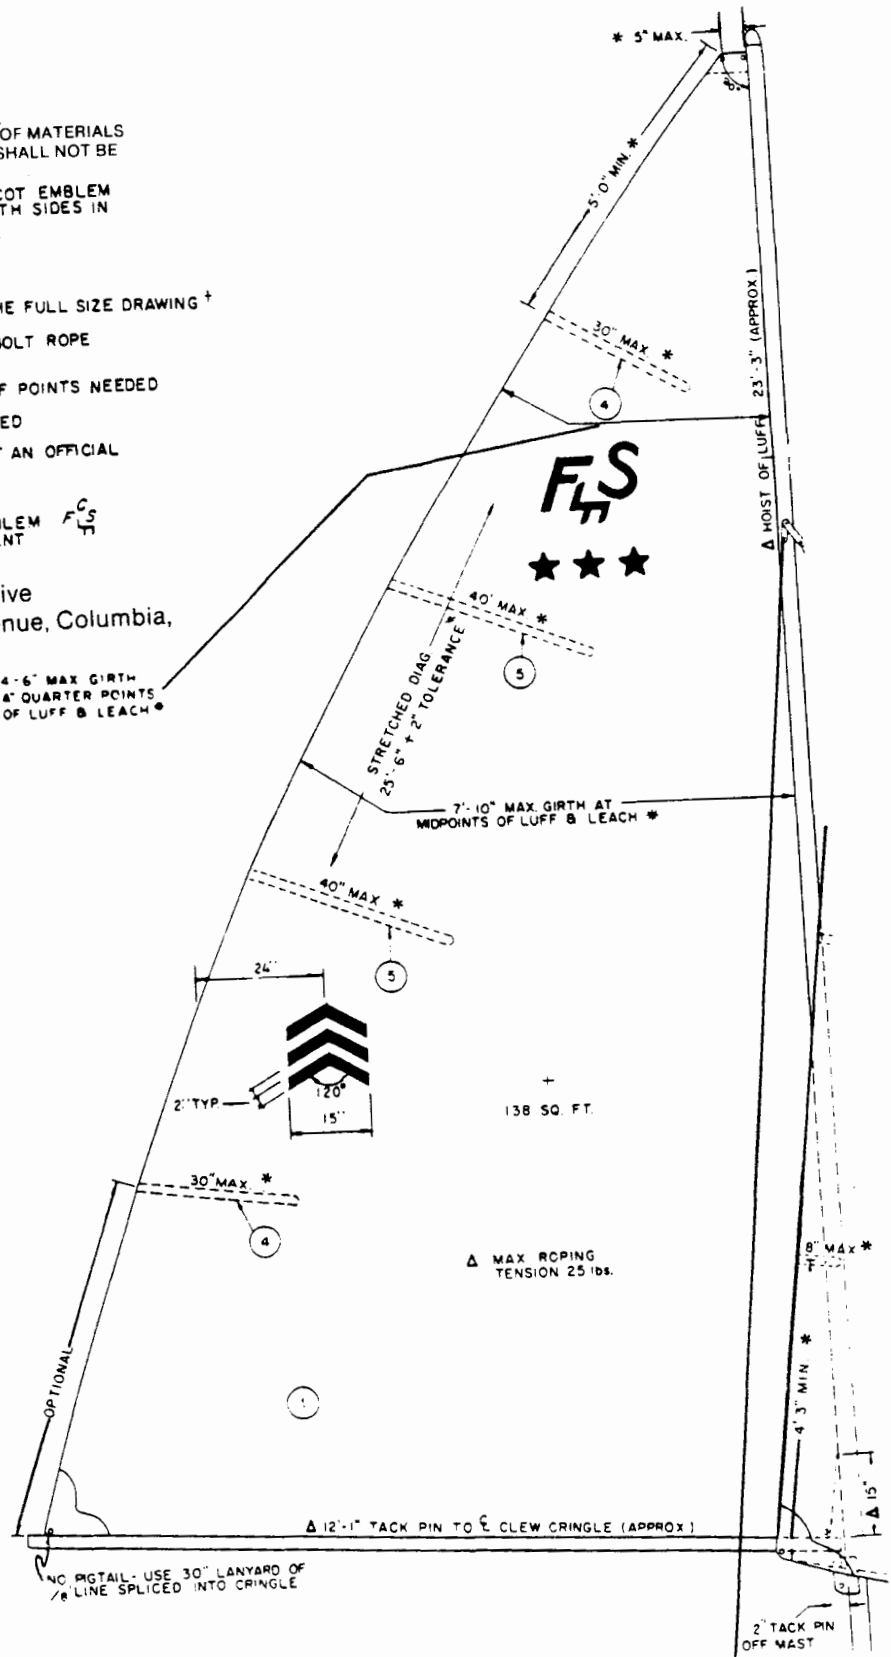 * 5" MAX.
OF MATERIALS
SHALL NOT BE
COT EMBLEM
TH SIDES IN
5'-0" MIN. *
HE FULL SIZE DRAWING †
BOLT ROPE
F POINTS NEEDED
ED
T AN OFFICIAL
LEM FCSFL
NT
ive
nue, Columbia,
4-6" MAX GIRTH
AT QUARTER POINTS
OF LUFF & LEACH *
30" MAX *
4
Δ HOIST OF LUFF 23'-3" (APPROX)
FLS
40" MAX *
5
STRETCHED DIAG
25'-6" + 2" TOLERANCE *
7'-10" MAX. GIRTH AT
MIDPOINTS OF LUFF & LEACH *
40" MAX *
5
24"
2" TYP.
120°
15"
138 SQ. FT.
30" MAX. *
4
Δ MAX ROPING
TENSION 25 lbs.
8" MAX *
OPTIONAL
1
4'3" MIN *
Δ 15"
Δ 12'-1" TACK PIN TO ℄ CLEW CRINGLE (APPROX)
NO PIGTAIL - USE 30" LANYARD OF
/8 LINE SPLICED INTO CRINGLE
2" TACK PIN
OFF MAST